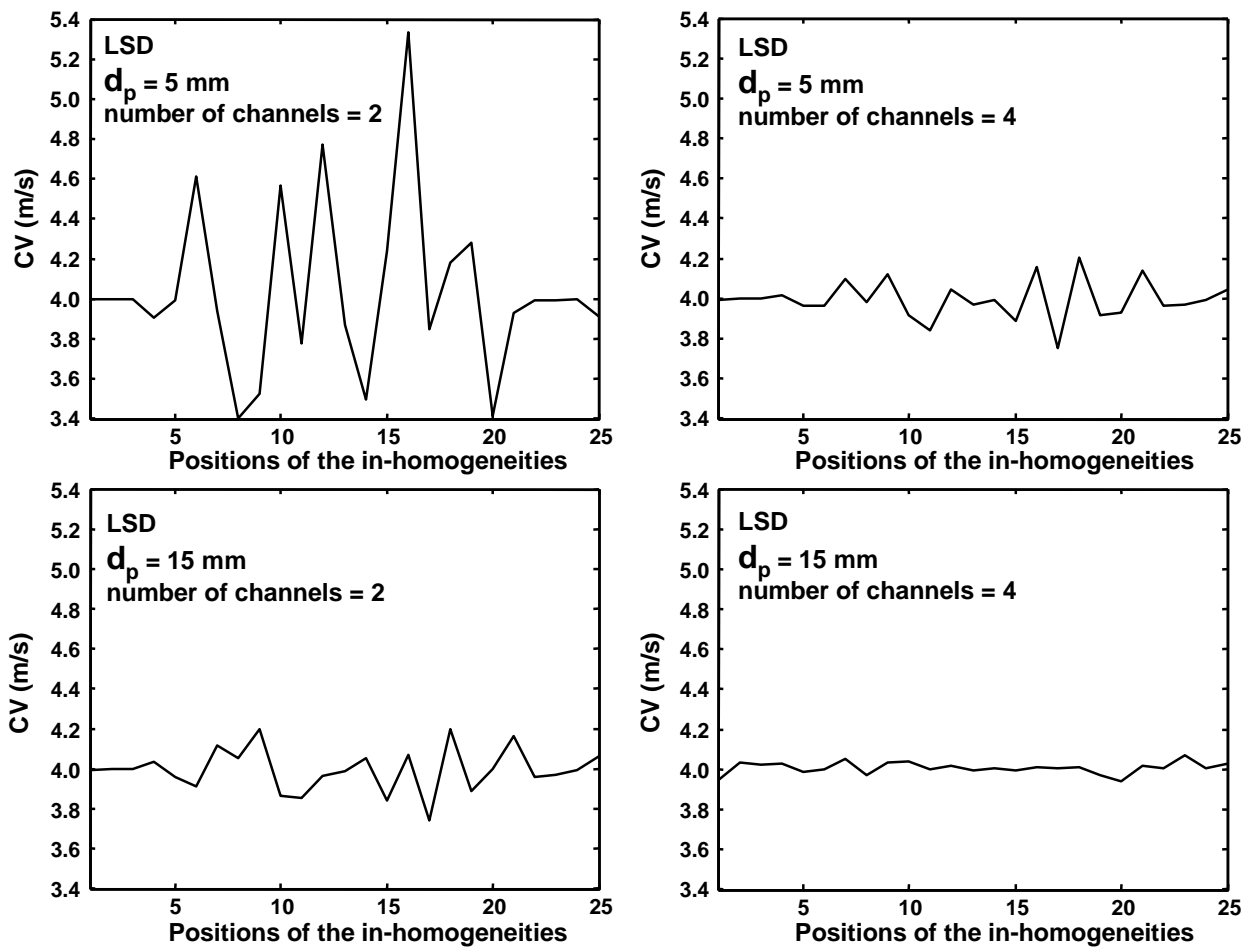 5.4
5.2
5.0
4.8
4.6
4.4
4.2
4.0
3.8
3.6
3.4
CV (m/s)
LSD
dp = 5 mm
number of channels = 2
5 10 15 20 25
Positions of the in-homogeneities
5.4
5.2
5.0
4.8
4.6
4.4
4.2
4.0
3.8
3.6
3.4
CV (m/s)
LSD
dp = 5 mm
number of channels = 4
5 10 15 20 25
Positions of the in-homogeneities
5.4
5.2
5.0
4.8
4.6
4.4
4.2
4.0
3.8
3.6
3.4
CV (m/s)
LSD
dp = 15 mm
number of channels = 2
5 10 15 20 25
Positions of the in-homogeneities
5.4
5.2
5.0
4.8
4.6
4.4
4.2
4.0
3.8
3.6
3.4
CV (m/s)
LSD
dp = 15 mm
number of channels = 4
5 10 15 20 25
Positions of the in-homogeneities